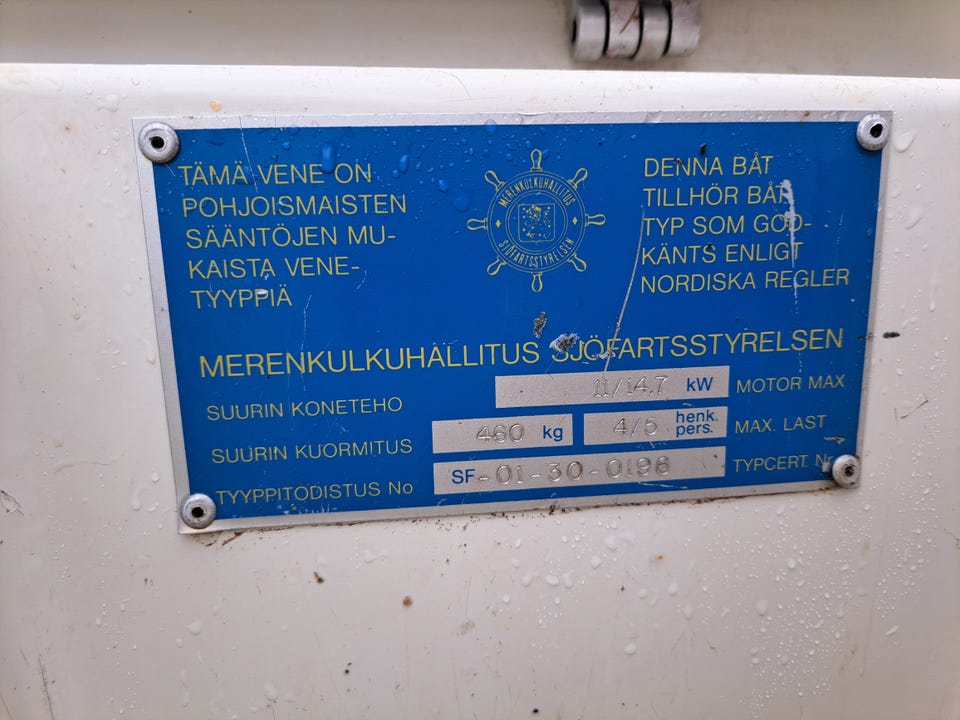 TÄMÄ VENE ON
POHJOISMAISTEN
SÄÄNTÖJEN MU-
KAISTA VENE-
TYYPPIÄ
MERENKULKUHALLITUS
SJÖFARTSSTYRELSEN
DENNA BÅT
TILLHÖR BÅT
TYP SOM GOD-
KÄNTS ENLIGT
NORDISKA REGLER
MERENKULKUHALLITUS SJÖFARTSSTYRELSEN
SUURIN KONETEHO 11/14,7 kW MOTOR MAX
SUURIN KUORMITUS 460 kg 4/5 henk. pers. MAX. LAST
TYYPPITODISTUS No SF-01-30-0196 TYPCERT. Nr